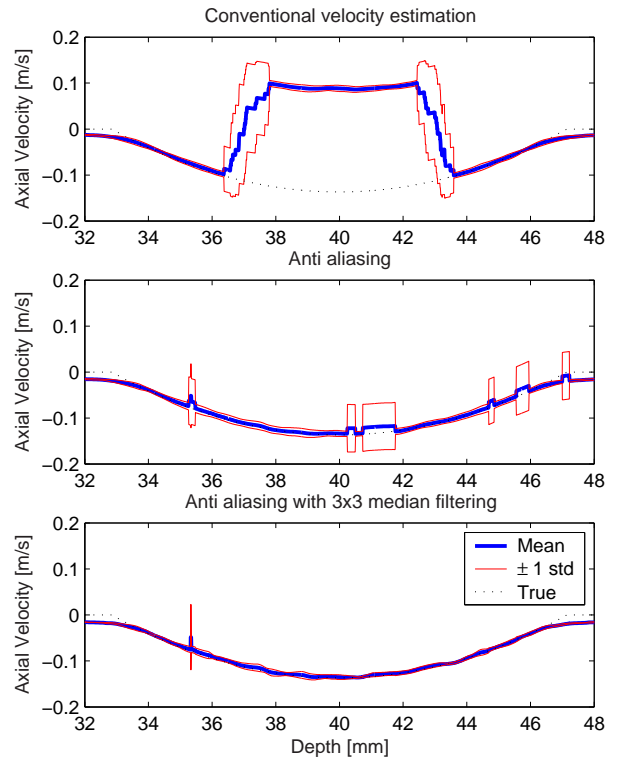 Conventional velocity estimation
Axial Velocity [m/s]
0.2
0.1
0
−0.1
−0.2
32 34 36 38 40 42 44 46 48
Anti aliasing
Axial Velocity [m/s]
0.2
0.1
0
−0.1
−0.2
32 34 36 38 40 42 44 46 48
Anti aliasing with 3x3 median filtering
Axial Velocity [m/s]
0.2
0.1
0
−0.1
−0.2
Mean
± 1 std
True
32 34 36 38 40 42 44 46 48
Depth [mm]